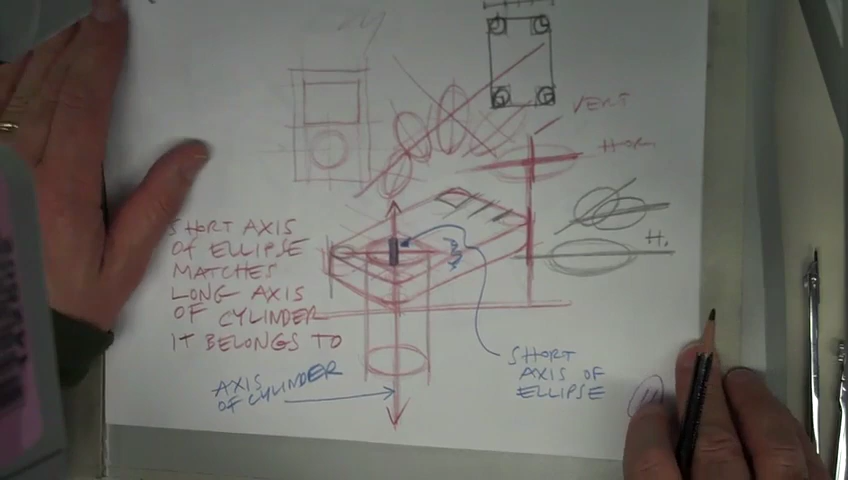 VERT
HORN.
H.
SHORT AXIS
OF ELLIPSE
MATCHES
LONG AXIS
OF CYLINDER
IT BELONGS TO
AXIS
OF CYLINDER
SHORT
AXIS OF
ELLIPSE